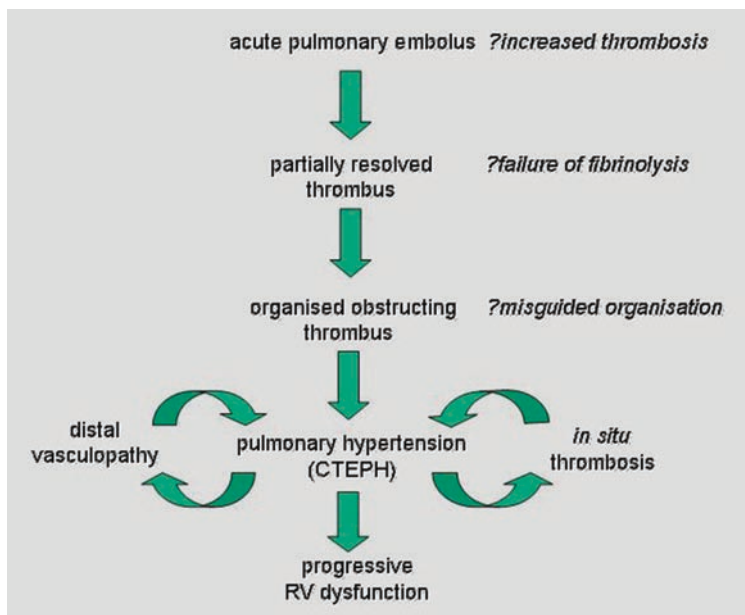 acute pulmonary embolus ?increased thrombosis
partially resolved
thrombus
?failure of fibrinolysis
organised obstructing
thrombus
?misguided organisation
distal
vasculopathy
pulmonary hypertension
(CTEPH)
in situ
thrombosis
progressive
RV dysfunction